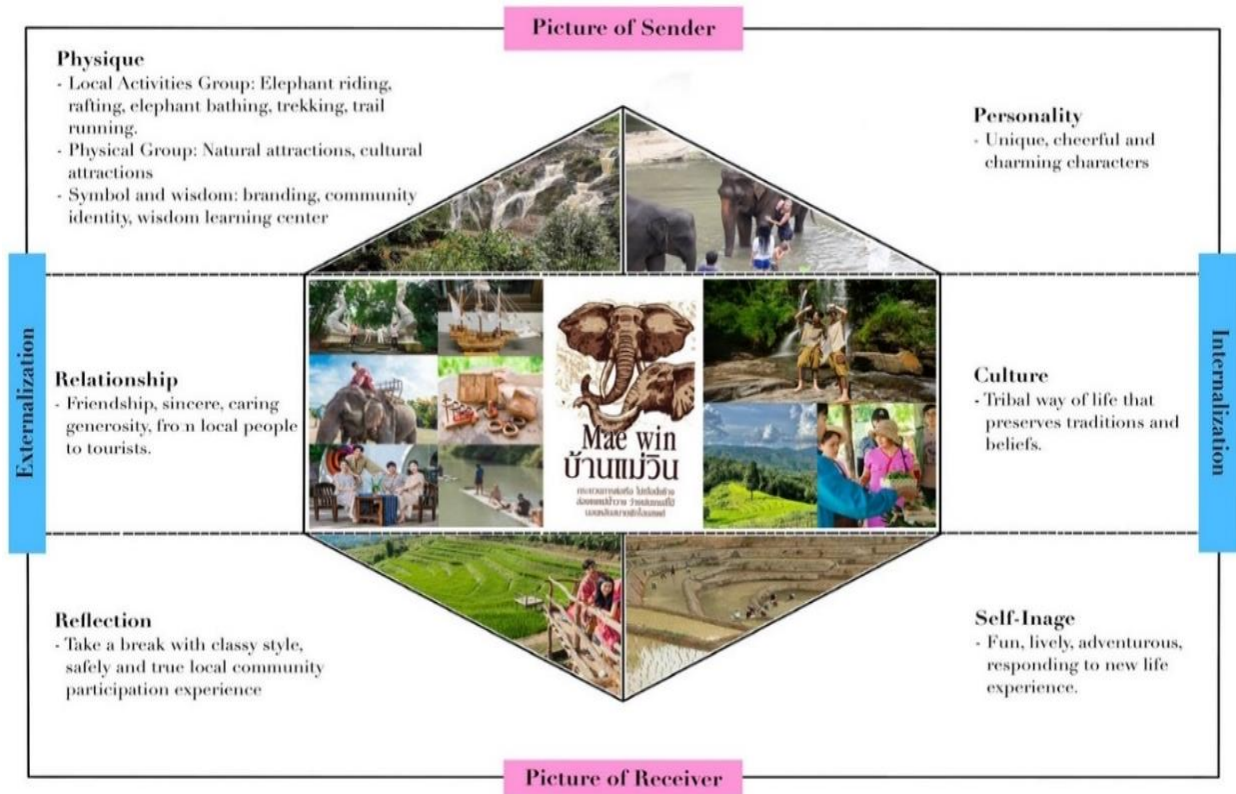 Picture of Sender
Physique
- Local Activities Group: Elephant riding,
rafting, elephant bathing, trekking, trail
running.
- Physical Group: Natural attractions, cultural
attractions
- Symbol and wisdom: branding, community
identity, wisdom learning center
Personality
- Unique, cheerful and
charming characters
Externalization
Relationship
- Friendship, sincere, caring
generosity, from local people
to tourists.
Mae win
บ้านแม่วิน
Culture
- Tribal way of life that
preserves traditions and
beliefs.
Internalization
Reflection
- Take a break with classy style,
safely and true local community
participation experience
Self-Inage
- Fun, lively, adventurous,
responding to new life
experience.
Picture of Receiver